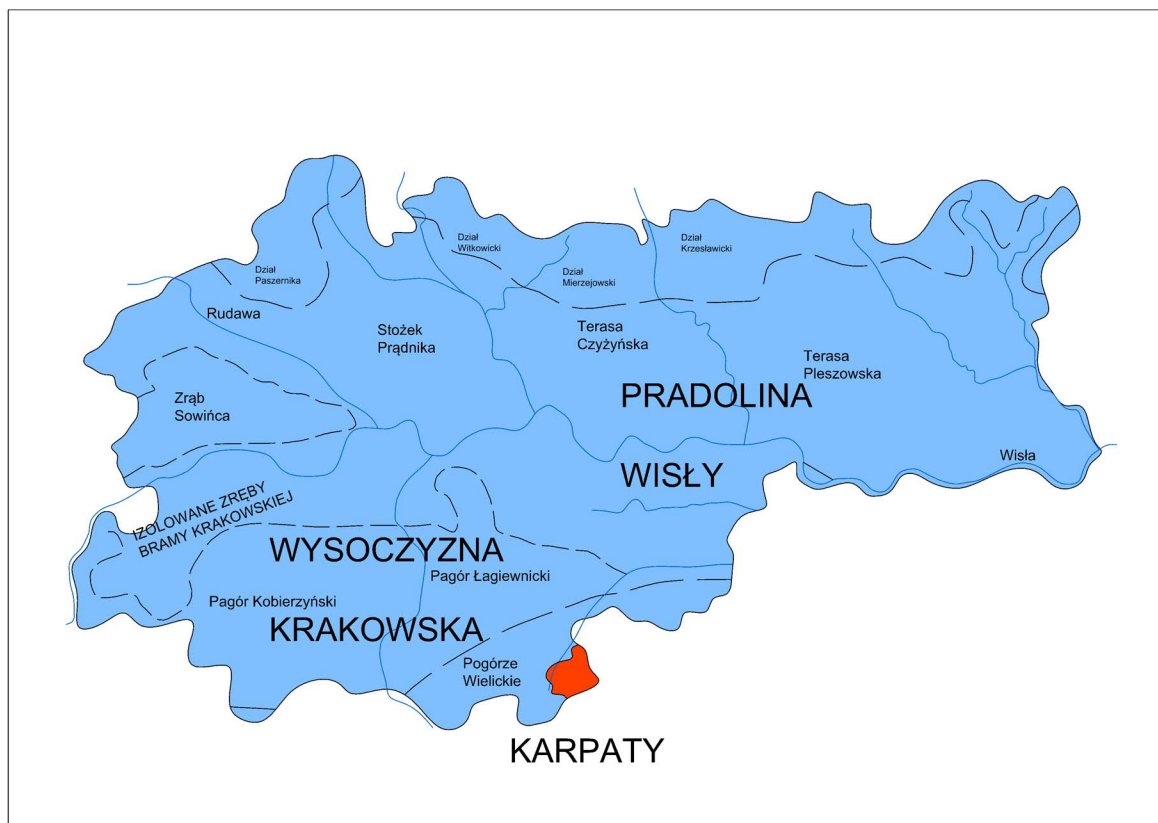 Dział
Witkowicki
Dział
Krzesławicki
Dział
Paszernika
Dział
Mierzejowski
Rudawa
Stożek
Prądnika
Terasa
Czyżyńska
Terasa
Pleszowska
PRADOLINA
Zrąb
Sowińca
Wisła
WISŁY
IZOLOWANE ZRĘBY
BRAMY KRAKOWSKIEJ
WYSOCZYZNA
Pagór Łagiewnicki
Pagór Kobierzyński
KRAKOWSKA
Pogórze
Wielickie
KARPATY